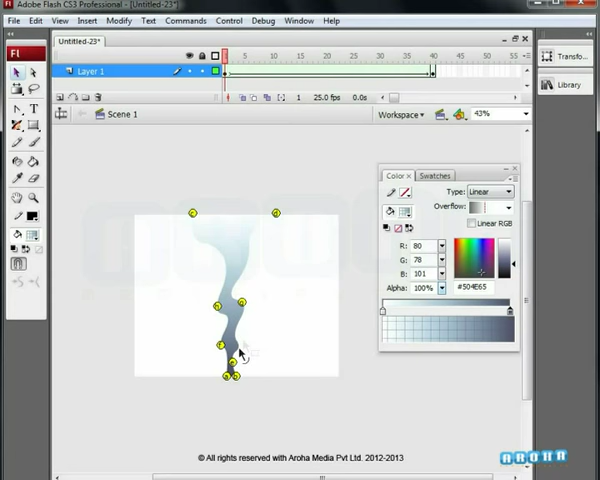 Adobe Flash CS3 Professional - [Untitled-23*]
File Edit View Insert Modify Text Commands Control Debug Window Help
Untitled-23*
5 10 15 20 25 30 35 40 45 50 55
Layer 1
1 25.0 fps 0.0s
Scene 1
Workspace
43%
Fl
T
Transfo...
Library
Color × Swatches
Type: Linear
Overflow:
Linear RGB
R: 80
G: 78
B: 101
Alpha: 100%
#504E65
c d
© All rights reserved with Aroha Media Pvt Ltd. 2012-2013
AROHA